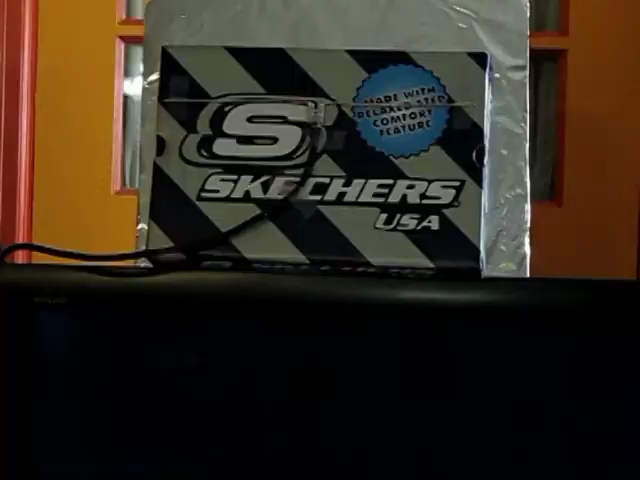 S
SKECHERS
USA
MADE WITH
RELAXED STEP
COMFORT
FEATURE